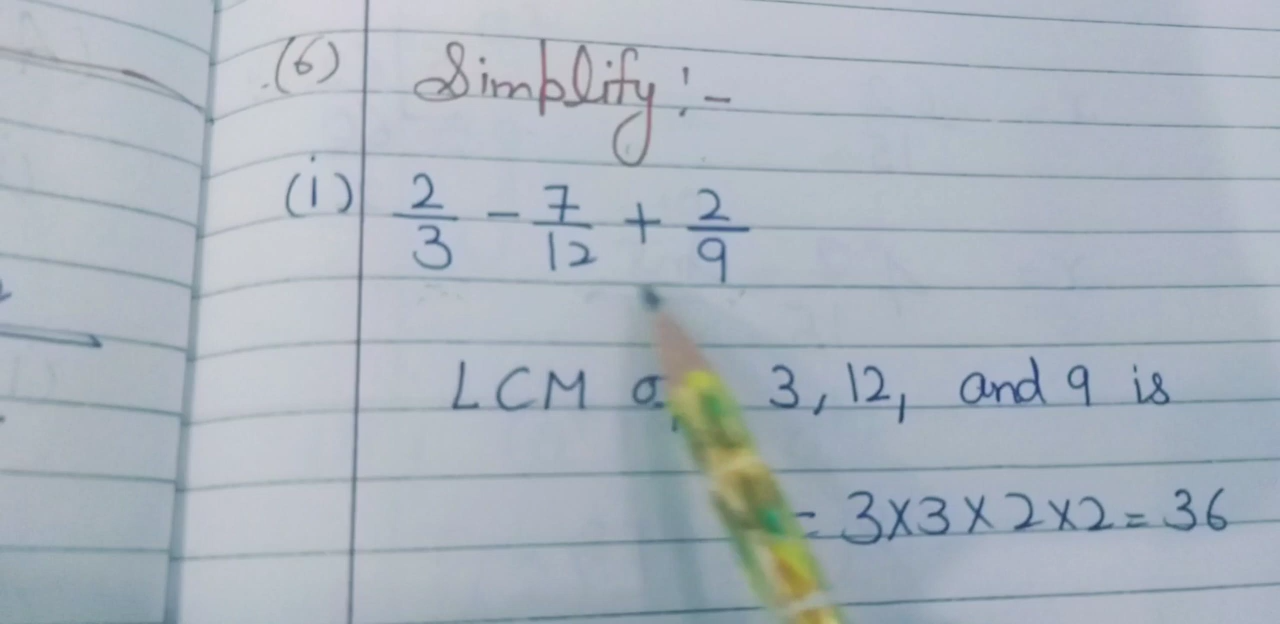 (6) Simplify :-
(i) 2/3 - 7/12 + 2/9
LCM 3, 12, and 9 is
= 3×3×2×2 = 36